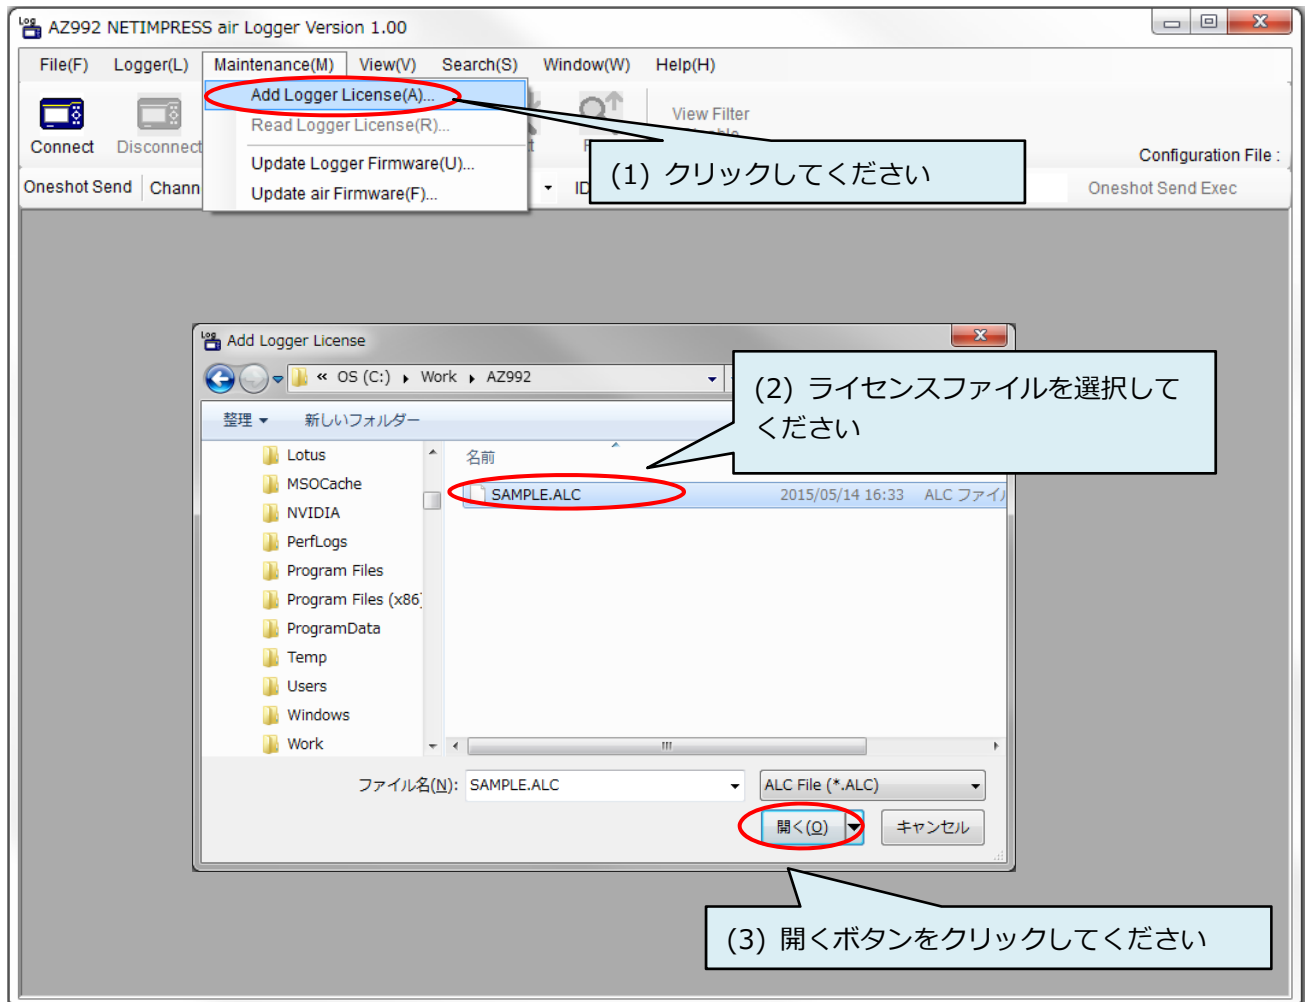 Log AZ992 NETIMPRESS air Logger Version 1.00
File(F) Logger(L) Maintenance(M) View(V) Search(S) Window(W) Help(H)
Add Logger License(A)...
Read Logger License(R)...
Update Logger Firmware(U)...
Update air Firmware(F)...
View Filter
Connect Disconnect
Configuration File :
Oneshot Send Chann ID Oneshot Send Exec
(1) クリックしてください
Log Add Logger License
« OS (C:) Work AZ992
(2) ライセンスファイルを選択して
ください
整理 新しいフォルダー
名前
Lotus
MSOCache
NVIDIA
PerfLogs
Program Files
Program Files (x86)
ProgramData
Temp
Users
Windows
Work
SAMPLE.ALC 2015/05/14 16:33 ALC ファイル
ファイル名(N): SAMPLE.ALC ALC File (*.ALC)
開く(O) キャンセル
(3) 開くボタンをクリックしてください